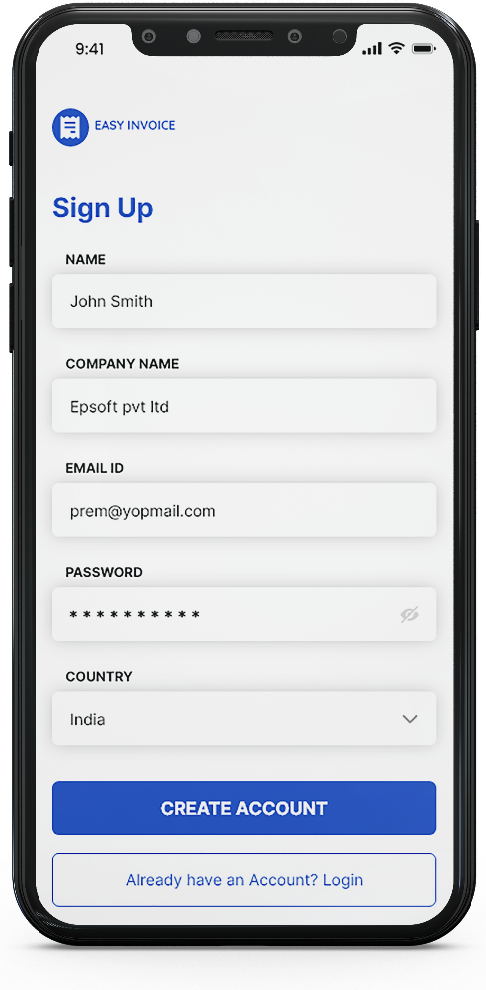 9:41
EASY INVOICE
Sign Up
NAME
John Smith
COMPANY NAME
Epsoft pvt ltd
EMAIL ID
prem@yopmail.com
PASSWORD
* * * * * * * * * *
COUNTRY
India
CREATE ACCOUNT
Already have an Account? Login